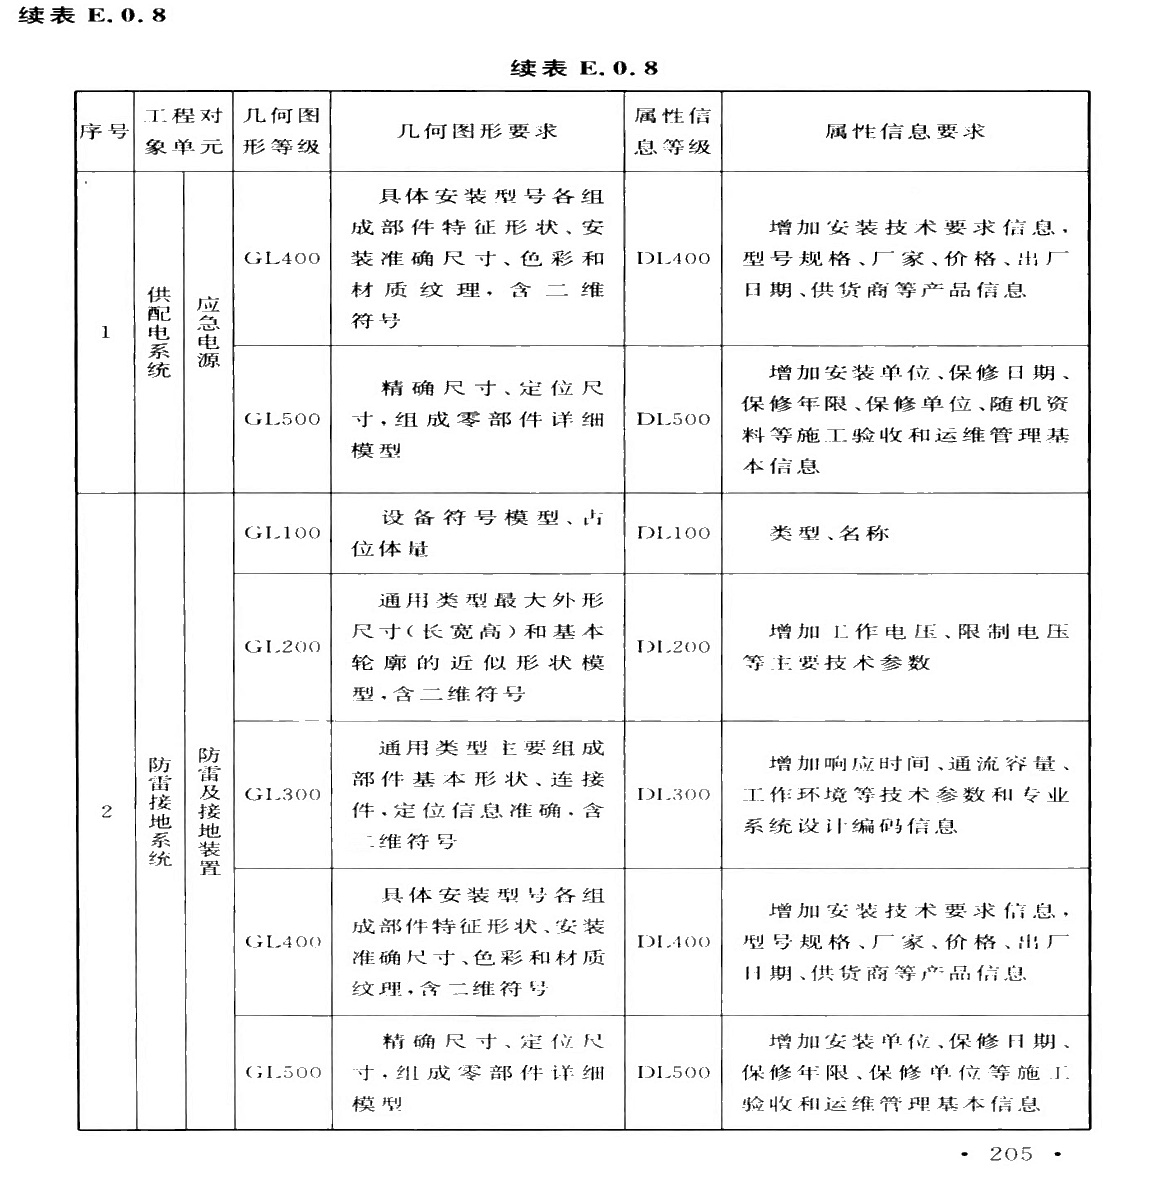 续表 E.0.8
续表 E.0.8
序号
工程对
象单元
几何图
形等级
几何图形要求
属性信
息等级
属性信息要求
1
供配电系统
应急电源
GL400
具体安装型号各组
成部件特征形状、安
装准确尺寸、色彩和
材质纹理，含二维
符号
DL400
增加安装技术要求信息，
型号规格、厂家、价格、出厂
日期、供货商等产品信息
GL500
精确尺寸、定位尺
寸，组成零部件详细
模型
DL500
增加安装单位、保修日期、
保修年限、保修单位、随机资
料等施工验收和运维管理基
本信息
2
防雷接地系统
防雷及接地装置
GL100
设备符号模型、占
位体量
DL100
类型、名称
GL200
通用类型最大外形
尺寸（长宽高）和基本
轮廓的近似形状模
型，含二维符号
DL200
增加工作电压、限制电压
等主要技术参数
GL300
通用类型主要组成
部件基本形状、连接
件，定位信息准确，含
二维符号
DL300
增加响应时间、通流容量、
工作环境等技术参数和专业
系统设计编码信息
GL400
具体安装型号各组
成部件特征形状、安装
准确尺寸、色彩和材质
纹理，含二维符号
DL400
增加安装技术要求信息，
型号规格、厂家、价格、出厂
日期、供货商等产品信息
GL500
精确尺寸、定位尺
寸，组成零部件详细
模型
DL500
增加安装单位、保修日期、
保修年限、保修单位等施工
验收和运维管理基本信息
• 205 •